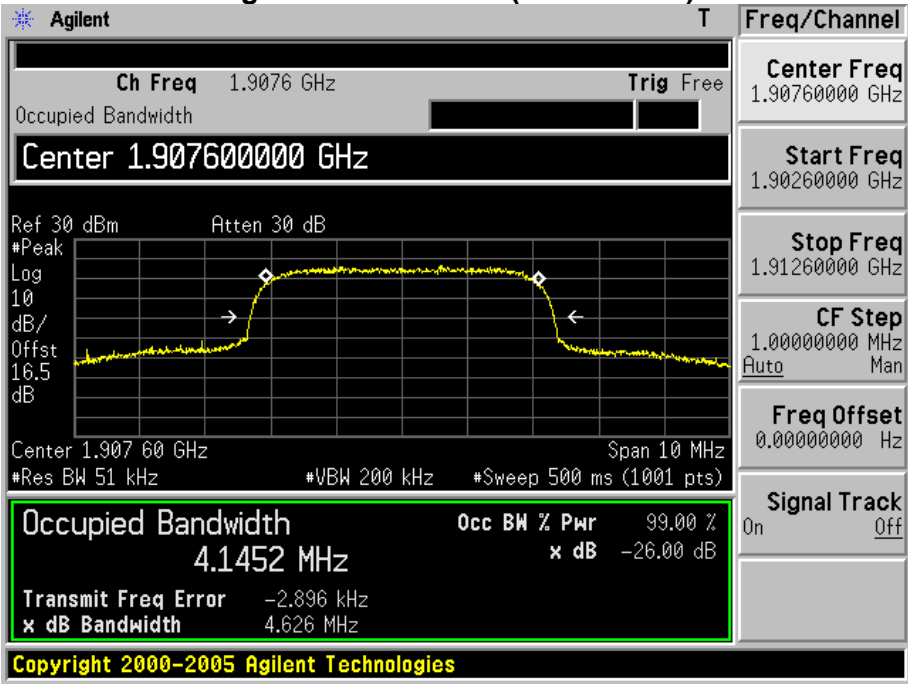 Agilent T
Freq/Channel
Ch Freq 1.9076 GHz Trig Free
Occupied Bandwidth
Center 1.907600000 GHz
Ref 30 dBm Atten 30 dB
#Peak
Log
10
dB/
Offst
16.5
dB
Center 1.907 60 GHz Span 10 MHz
#Res BW 51 kHz #VBW 200 kHz #Sweep 500 ms (1001 pts)
Occupied Bandwidth
4.1452 MHz
Occ BW % Pwr 99.00 %
x dB -26.00 dB
Transmit Freq Error -2.896 kHz
x dB Bandwidth 4.626 MHz
Center Freq
1.90760000 GHz
Start Freq
1.90260000 GHz
Stop Freq
1.91260000 GHz
CF Step
1.00000000 MHz
Auto Man
Freq Offset
0.00000000 Hz
Signal Track
On Off
Copyright 2000-2005 Agilent Technologies